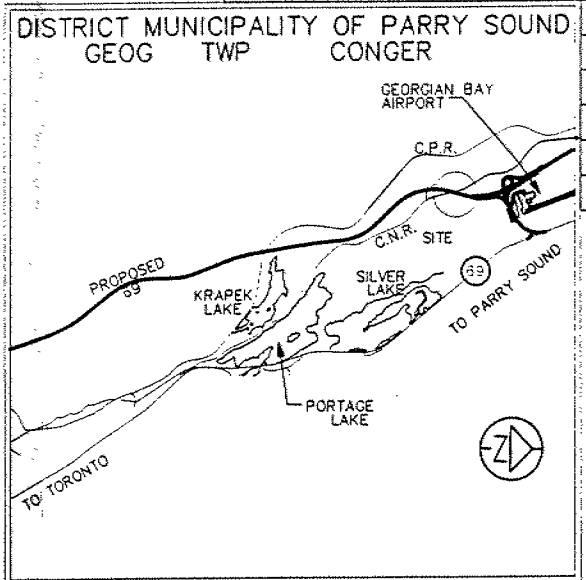 DISTRICT MUNICIPALITY OF PARRY SOUND
GEOG TWP CONGER
GEORGIAN BAY
AIRPORT
C.P.R.
C.N.R.
SITE
PROPOSED
69
KRAPEK
LAKE
SILVER
LAKE
69
TO PARRY SOUND
PORTAGE
LAKE
TO TORONTO
Z